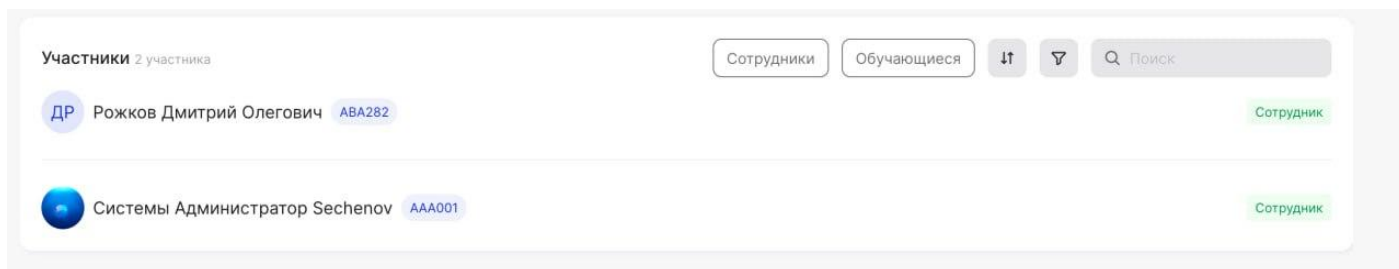 Участники 2 участника Сотрудники Обучающиеся Поиск
ДР Рожков Дмитрий Олегович ABA282 Сотрудник
Системы Администратор Sechenov AAA001 Сотрудник